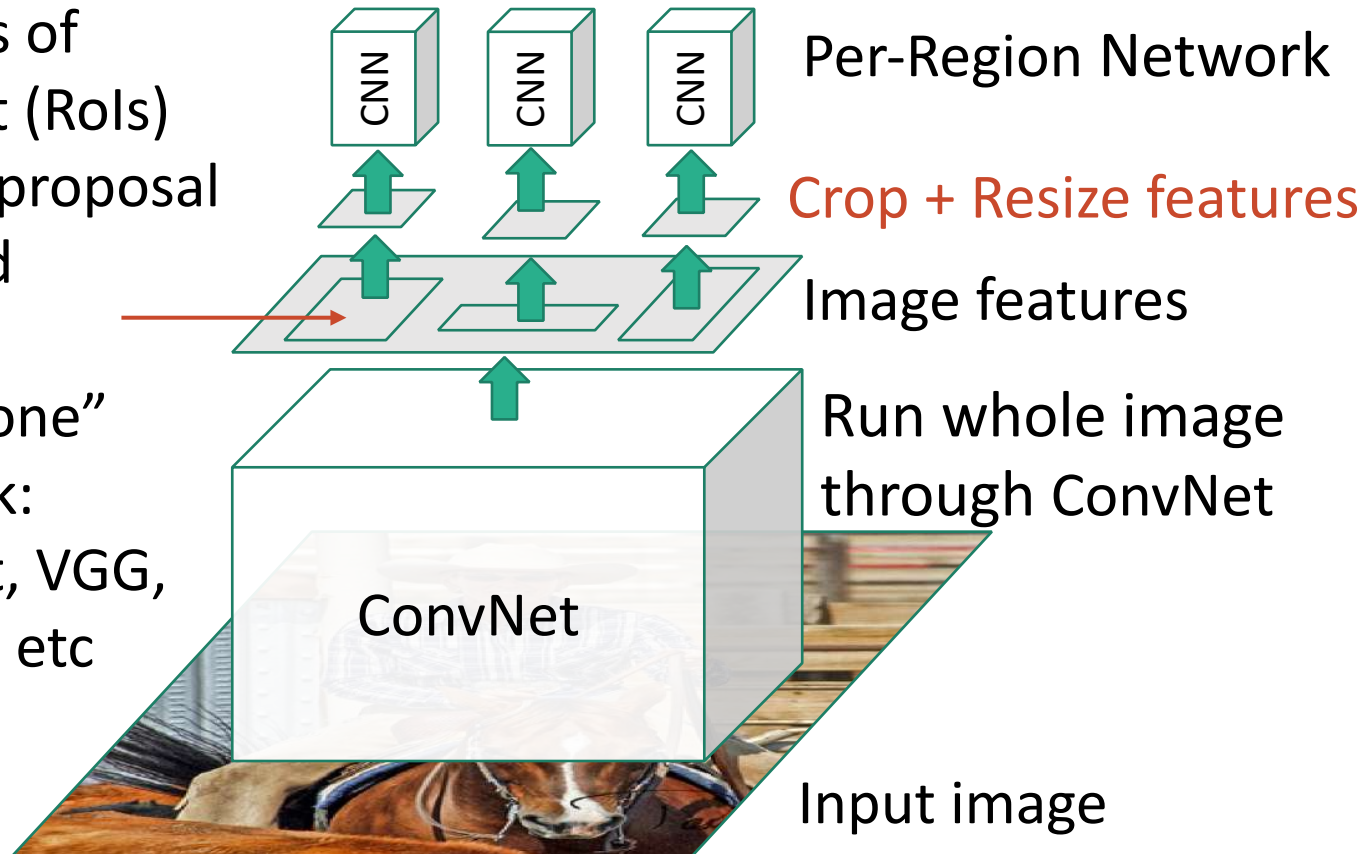 s of
t (RoIs)
proposal
d
one”
k:
t, VGG,
etc
CNN
CNN
CNN
Per-Region Network
Crop + Resize features
Image features
Run whole image
through ConvNet
ConvNet
Input image